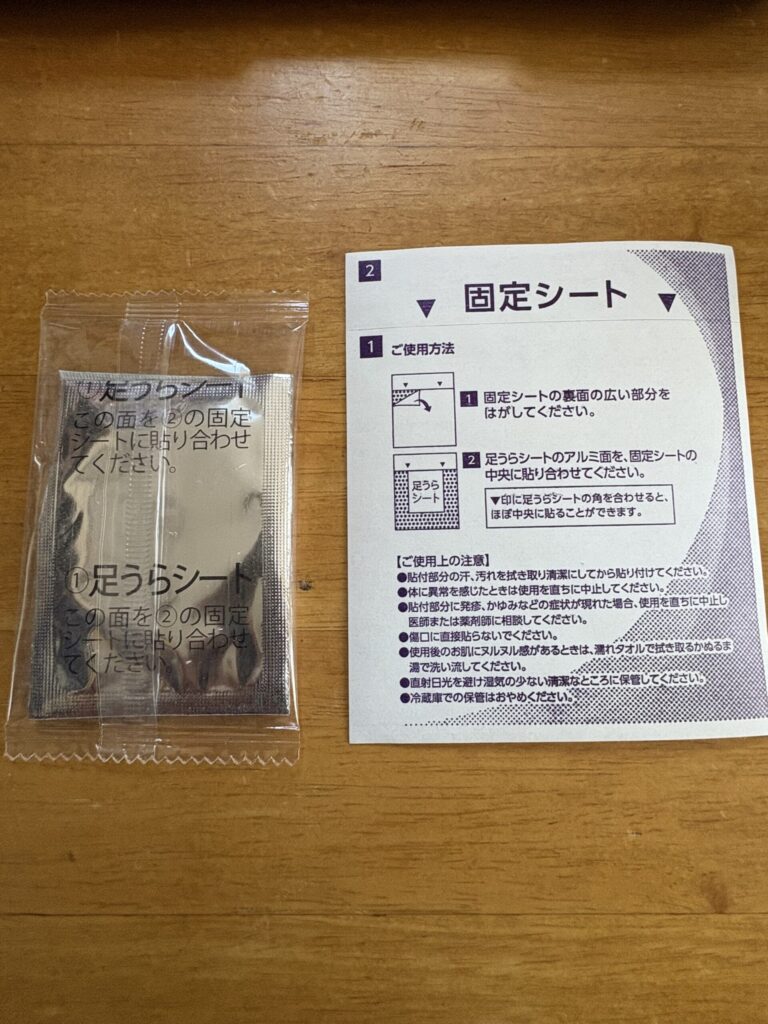 ①足うらシート
この面を②の固定
シートに貼り合わせ
てください。
①足うらシート
この面を②の固定
シートに貼り合わせ
てください。
2
▼ 固定シート ▼
1 ご使用方法
1 固定シートの裏面の広い部分を
はがしてください。
2 足うらシートのアルミ面を、固定シートの
中央に貼り合わせてください。
足うら
シート
▼印に足うらシートの角を合わせると、
ほぼ中央に貼ることができます。
【ご使用上の注意】
●貼付部分の汗、汚れを拭き取り清潔にしてから貼り付けてください。
●体に異常を感じたときは使用を直ちに中止してください。
●貼付部分に発疹、かゆみなどの症状が現れた場合、使用を直ちに中止し
医師または薬剤師に相談してください。
●傷口に直接貼らないでください。
●使用後のお肌にヌルヌル感があるときは、濡れタオルで拭き取るかぬるま
湯で洗い流してください。
●直射日光を避け湿気の少ない清潔なところに保管してください。
●冷蔵庫での保管はおやめください。